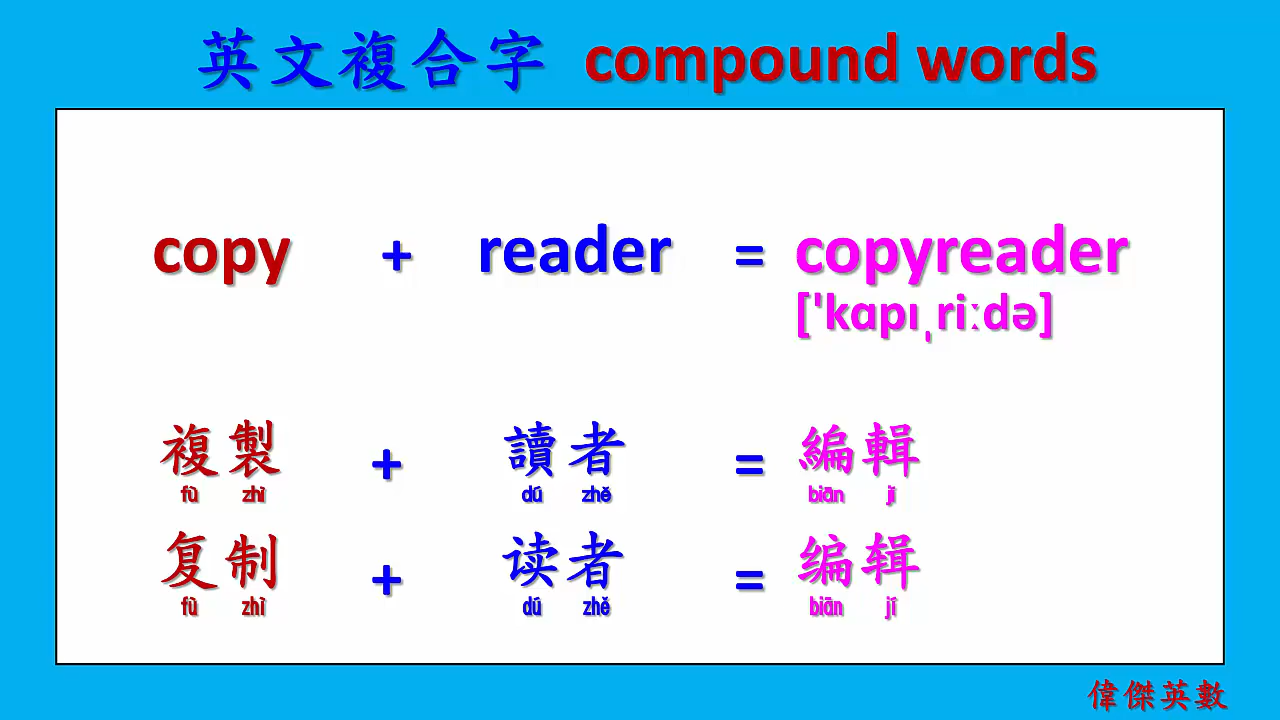 英文複合字 compound words
copy + reader = copyreader
['kɑpɪˌriːdə]
複製 + 讀者 = 編輯
fù zhì dú zhě biān jí
复制 + 读者 = 编辑
fù zhì dú zhě biān jí
偉傑英數